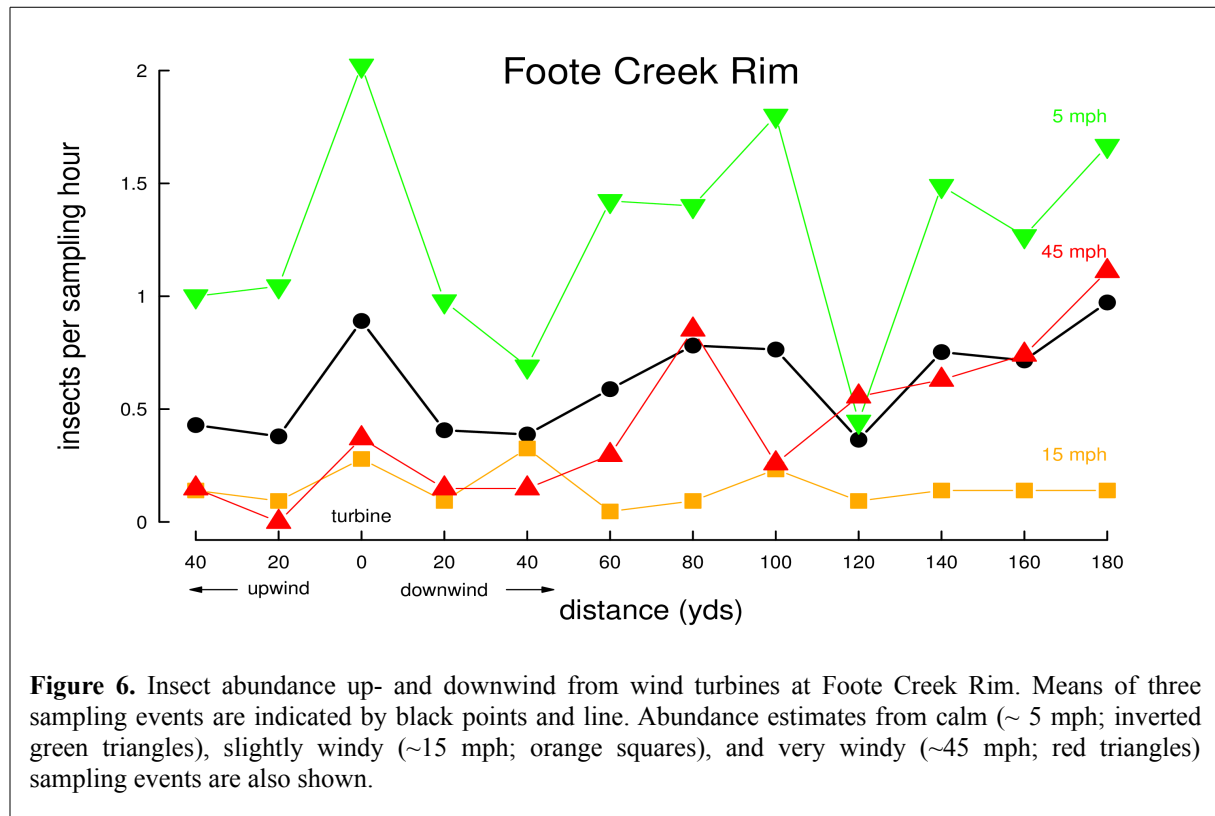 Foote Creek Rim
2
5 mph
1.5
45 mph
1
0.5
15 mph
0
insects per sampling hour
turbine
40 20 0 20 40 60 80 100 120 140 160 180
upwind downwind
distance (yds)
Figure 6. Insect abundance up- and downwind from wind turbines at Foote Creek Rim. Means of three
sampling events are indicated by black points and line. Abundance estimates from calm (~ 5 mph; inverted
green triangles), slightly windy (~15 mph; orange squares), and very windy (~45 mph; red triangles)
sampling events are also shown.